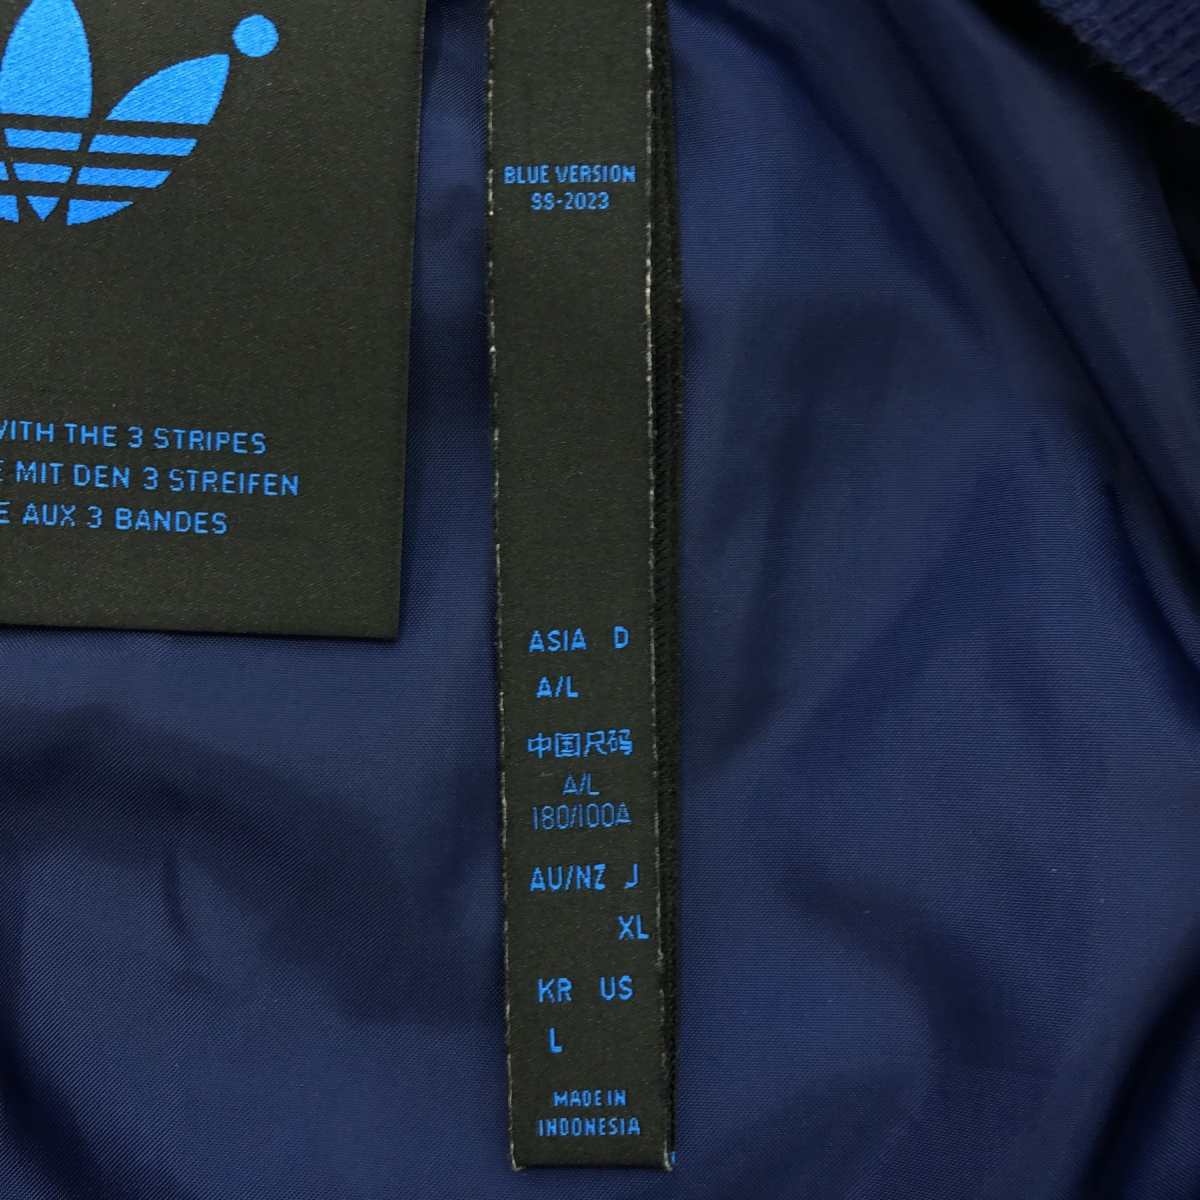 WITH THE 3 STRIPES
MIT DEN 3 STREIFEN
AUX 3 BANDES
BLUE VERSION
SS-2023
ASIA D
A/L
中国尺码
A/L
180/100A
AU/NZ J
XL
KR US
L
MADE IN
INDONESIA